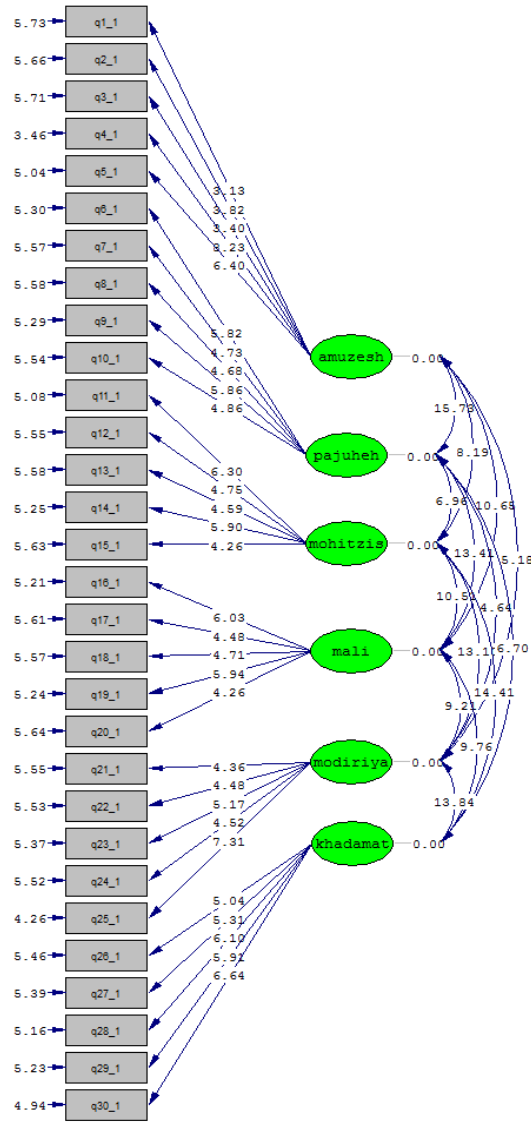 5.73 q1_1
5.66 q2_1
5.71 q3_1
3.46 q4_1
5.04 q5_1
5.30 q6_1
5.57 q7_1
5.58 q8_1
5.29 q9_1
5.54 q10_1
5.08 q11_1
5.55 q12_1
5.58 q13_1
5.25 q14_1
5.63 q15_1
5.21 q16_1
5.61 q17_1
5.57 q18_1
5.24 q19_1
5.64 q20_1
5.55 q21_1
5.53 q22_1
5.37 q23_1
5.52 q24_1
4.26 q25_1
5.46 q26_1
5.39 q27_1
5.16 q28_1
5.23 q29_1
4.94 q30_1
3.13
3.82
3.40
8.23
6.40
5.82
4.73
4.68
5.86
4.86
6.30
4.75
4.59
5.90
4.26
6.03
4.48
4.71
5.94
4.26
4.36
4.48
5.17
4.52
7.31
5.04
5.31
6.10
5.91
6.64
amuzesh 0.00
pajuheh 0.00
mohitzis 0.00
mali 0.00
modiriya 0.00
khadamat 0.00
15.73
8.19
6.96
10.65
13.41
5.18
4.64
6.70
14.41
9.21
9.76
13.84